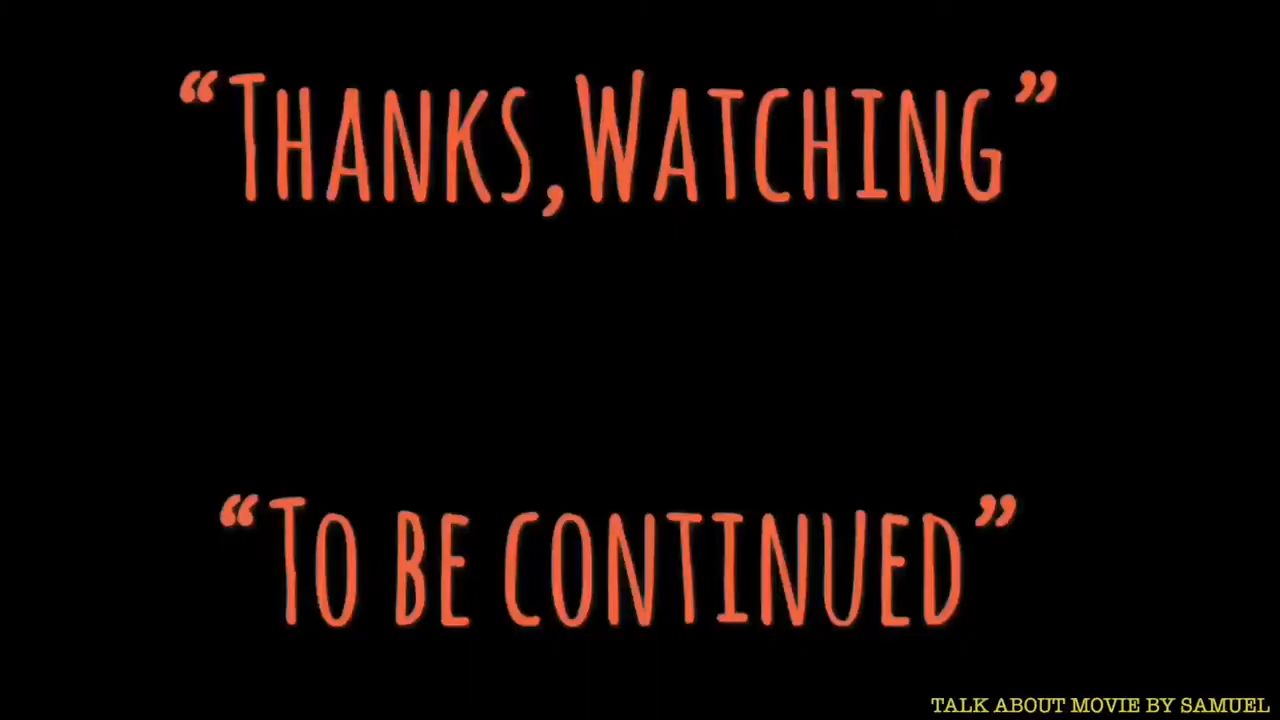 “Thanks,Watching”
“To be continued”
TALK ABOUT MOVIE BY SAMUEL